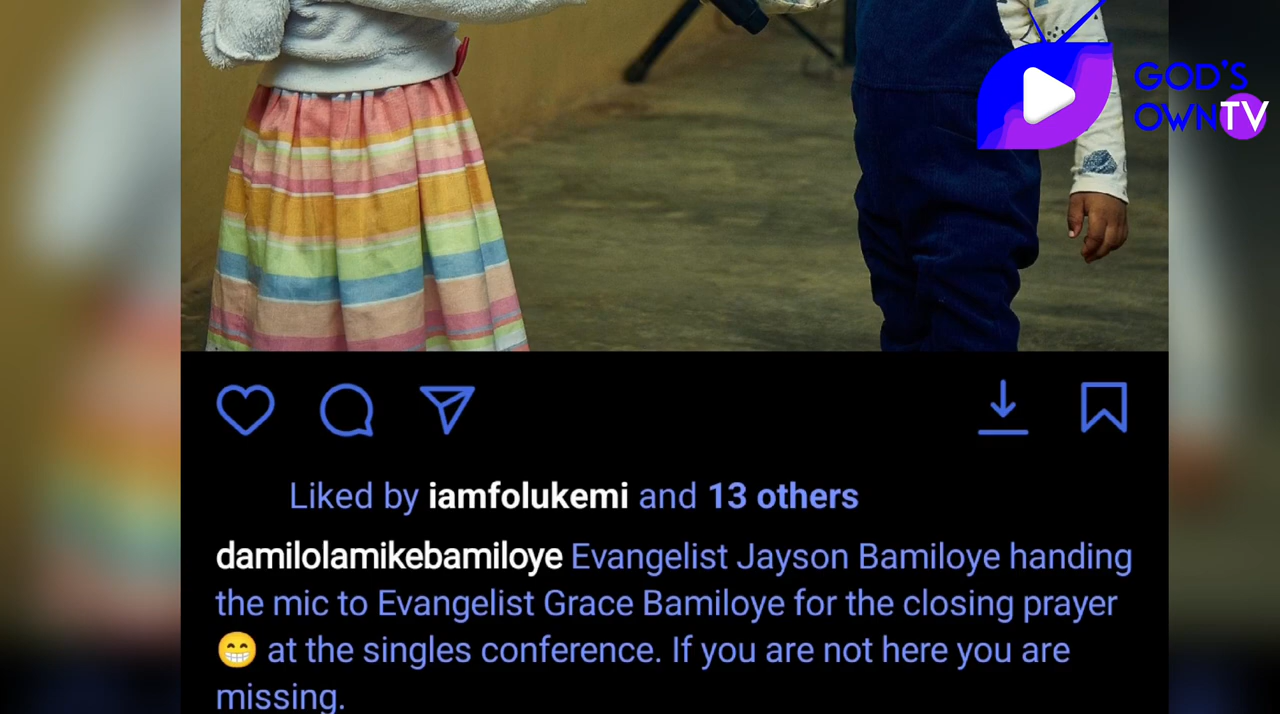 GOD'S
OWNTV
Liked by iamfolukemi and 13 others
damilolamikebamiloye Evangelist Jayson Bamiloye handing
the mic to Evangelist Grace Bamiloye for the closing prayer
😁 at the singles conference. If you are not here you are
missing.